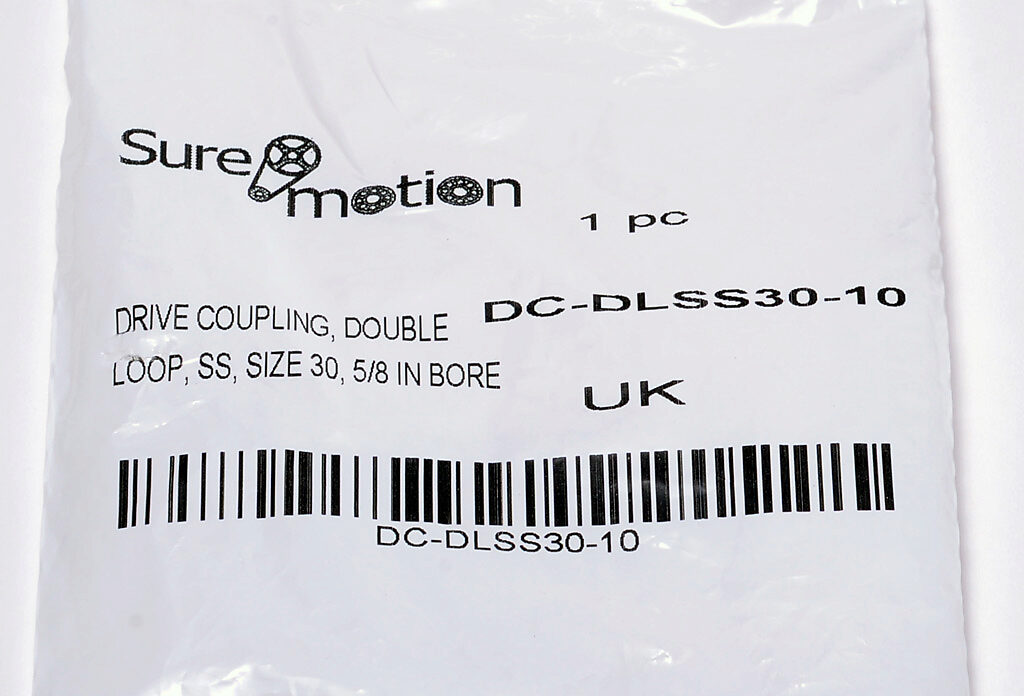 Sure motion
1 pc
DRIVE COUPLING, DOUBLE
LOOP, SS, SIZE 30, 5/8 IN BORE
DC-DLSS30-10
UK
DC-DLSS30-10